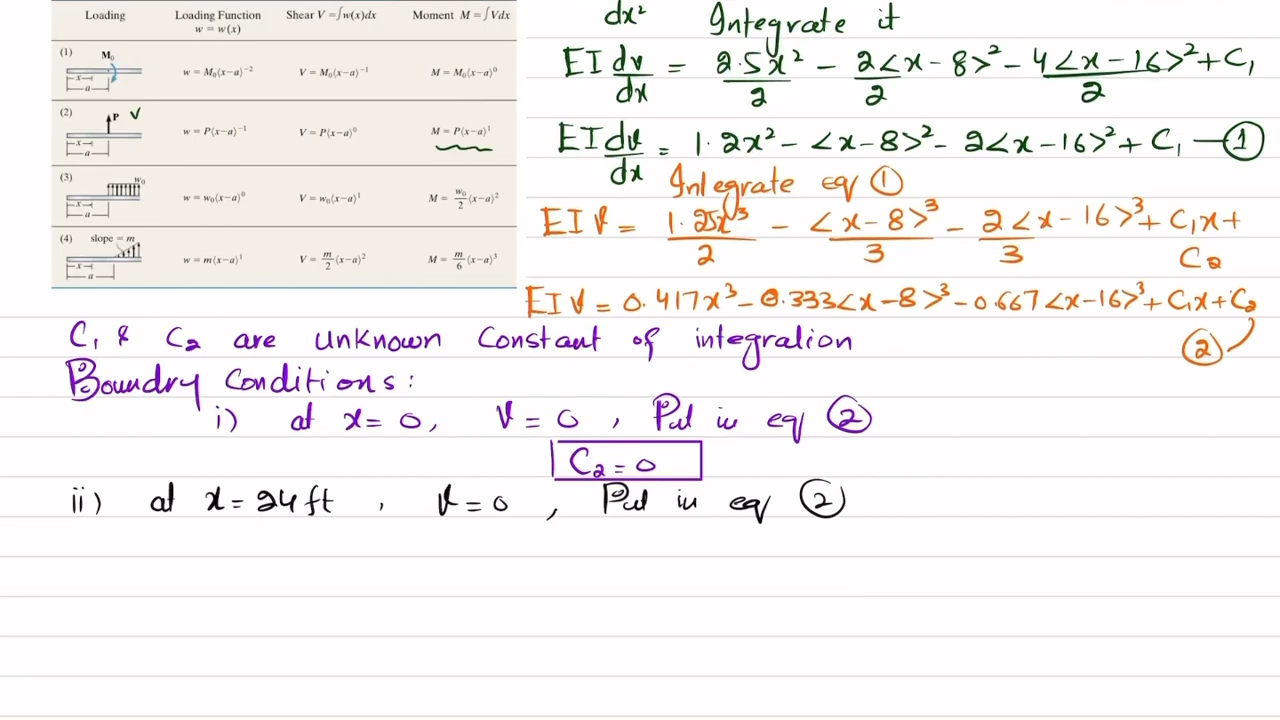 Loading Loading Function w = w(x) Shear V = ∫w(x)dx Moment M = ∫Vdx
(1) M₀ x a w = M₀⟨x−a⟩⁻² V = M₀⟨x−a⟩⁻¹ M = M₀⟨x−a⟩⁰
(2) P ✓ x a w = P⟨x−a⟩⁻¹ V = P⟨x−a⟩⁰ M = P⟨x−a⟩¹
(3) w₀ x a w = w₀⟨x−a⟩⁰ V = w₀⟨x−a⟩¹ M = w₀/2 ⟨x−a⟩²
(4) slope = m x a w = m⟨x−a⟩¹ V = m/2 ⟨x−a⟩² M = m/6 ⟨x−a⟩³
dx² Integrate it
EI dv/dx = 2.5x²/2 − 2<x−8>²/2 − 4<x−16>²/2 + C₁
EI dv/dx = 1.2x² − <x−8>² − 2<x−16>² + C₁ — ①
Integrate eq ①
EIV = 1.25x³/2 − <x−8>³/3 − 2/3 <x−16>³ + C₁x + C₂
EIV = 0.417x³ − 0.333<x−8>³ − 0.667<x−16>³ + C₁x + C₂
②
C₁ & C₂ are unknown Constant of integration
Boundry Conditions:
i) at x = 0, V = 0, Put in eq ②
C₂ = 0
ii) at x = 24 ft, V = 0, Put in eq ②